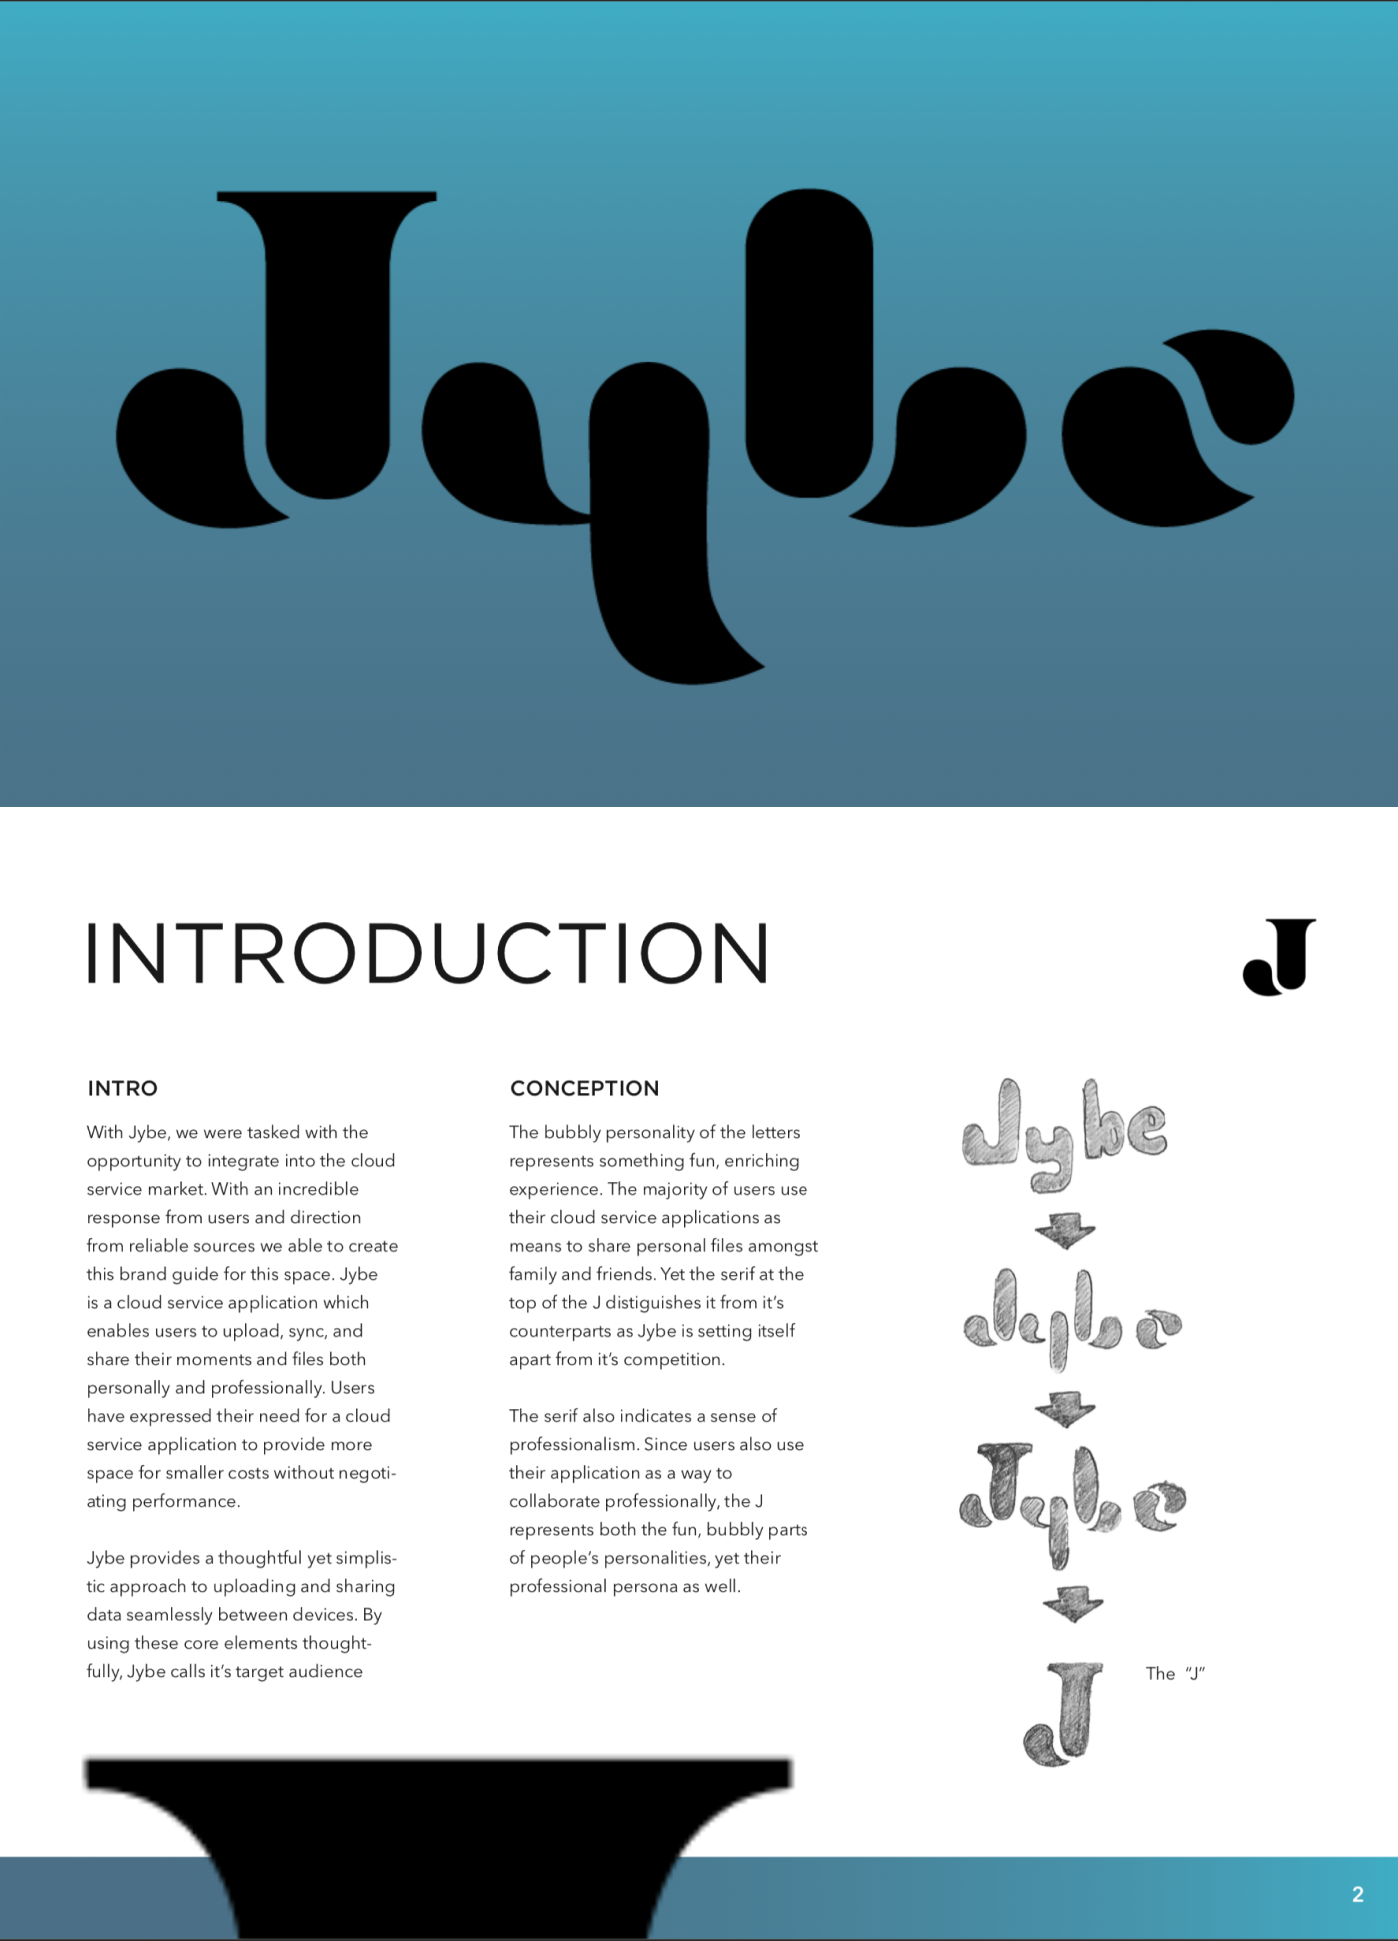 Jybe
INTRODUCTION
J
INTRO
With Jybe, we were tasked with the
opportunity to integrate into the cloud
service market. With an incredible
response from users and direction
from reliable sources we able to create
this brand guide for this space. Jybe
is a cloud service application which
enables users to upload, sync, and
share their moments and files both
personally and professionally. Users
have expressed their need for a cloud
service application to provide more
space for smaller costs without negoti-
ating performance.
Jybe provides a thoughtful yet simplis-
tic approach to uploading and sharing
data seamlessly between devices. By
using these core elements thought-
fully, Jybe calls it's target audience
CONCEPTION
The bubbly personality of the letters
represents something fun, enriching
experience. The majority of users use
their cloud service applications as
means to share personal files amongst
family and friends. Yet the serif at the
top of the J distiguishes it from it's
counterparts as Jybe is setting itself
apart from it's competition.
The serif also indicates a sense of
professionalism. Since users also use
their application as a way to
collaborate professionally, the J
represents both the fun, bubbly parts
of people's personalities, yet their
professional persona as well.
Jybe
Jybe
Jybe
J
The "J"
2